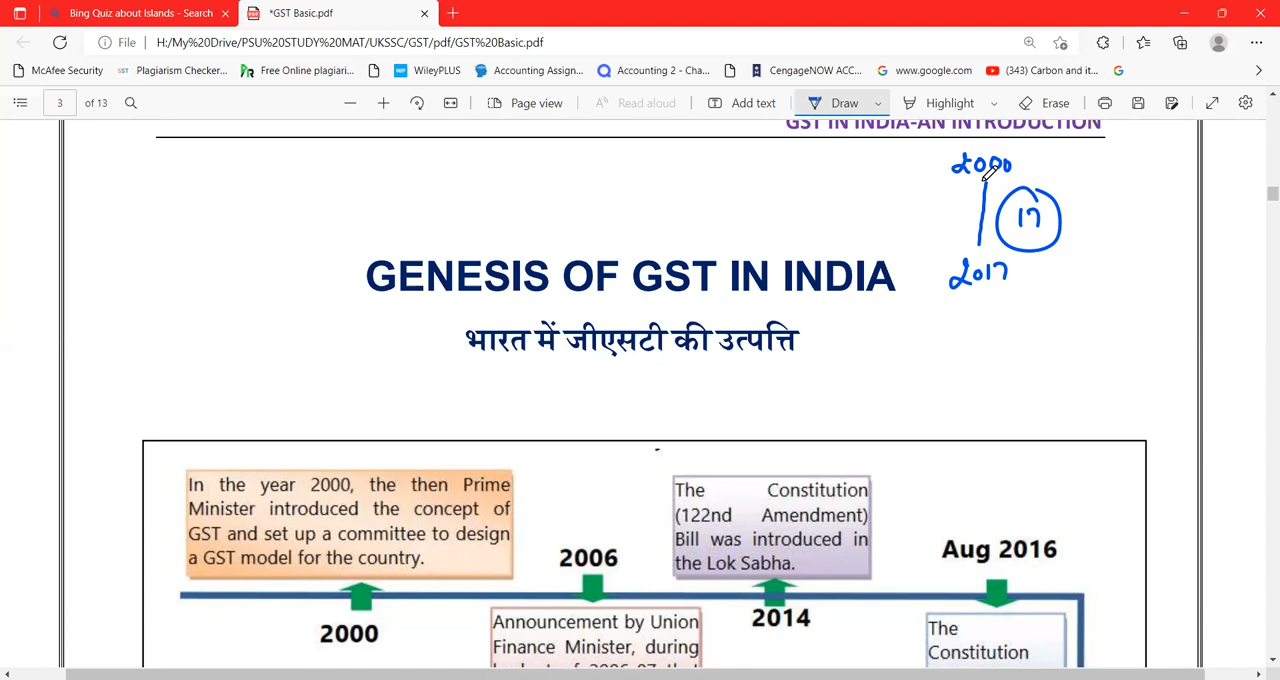 Bing Quiz about Islands - Search
*GST Basic.pdf
File
H:/My%20Drive/PSU%20STUDY%20MAT/UKSSC/GST/pdf/GST%20Basic.pdf
McAfee Security
SST
Plagiarism Checker...
Free Online plagiari...
WP
WileyPLUS
Accounting Assign...
Accounting 2 - Cha...
CengageNOW ACC...
www.google.com
(343) Carbon and it...
3
of 13
Page view
Read aloud
Add text
Draw
Highlight
Erase
GST IN INDIA-AN INTRODUCTION
2000
17
2017
GENESIS OF GST IN INDIA
भारत में जीएसटी की उत्पत्ति
In the year 2000, the then Prime
Minister introduced the concept of
GST and set up a committee to design
a GST model for the country.
2000
2006
Announcement by Union
Finance Minister, during
The Constitution
(122nd Amendment)
Bill was introduced in
the Lok Sabha.
2014
Aug 2016
The
Constitution